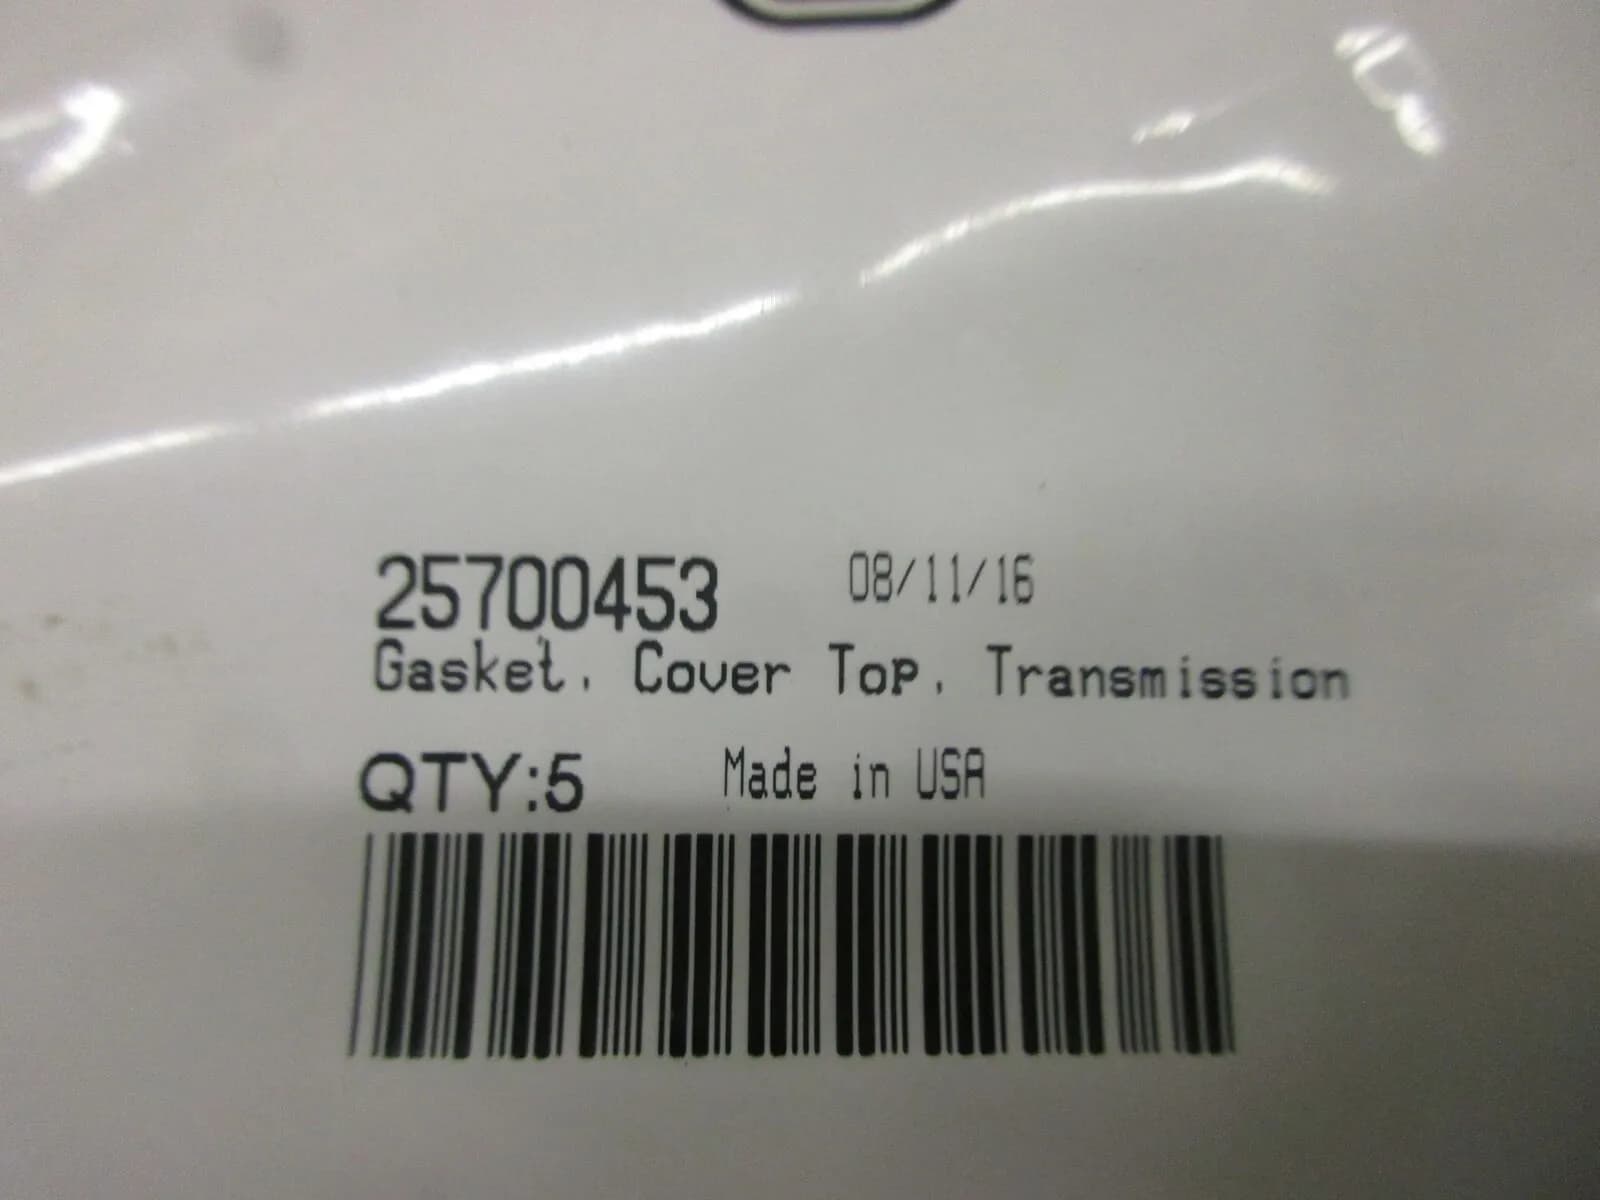 25700453 08/11/16
Gasket, Cover Top, Transmission
QTY:5 Made in USA